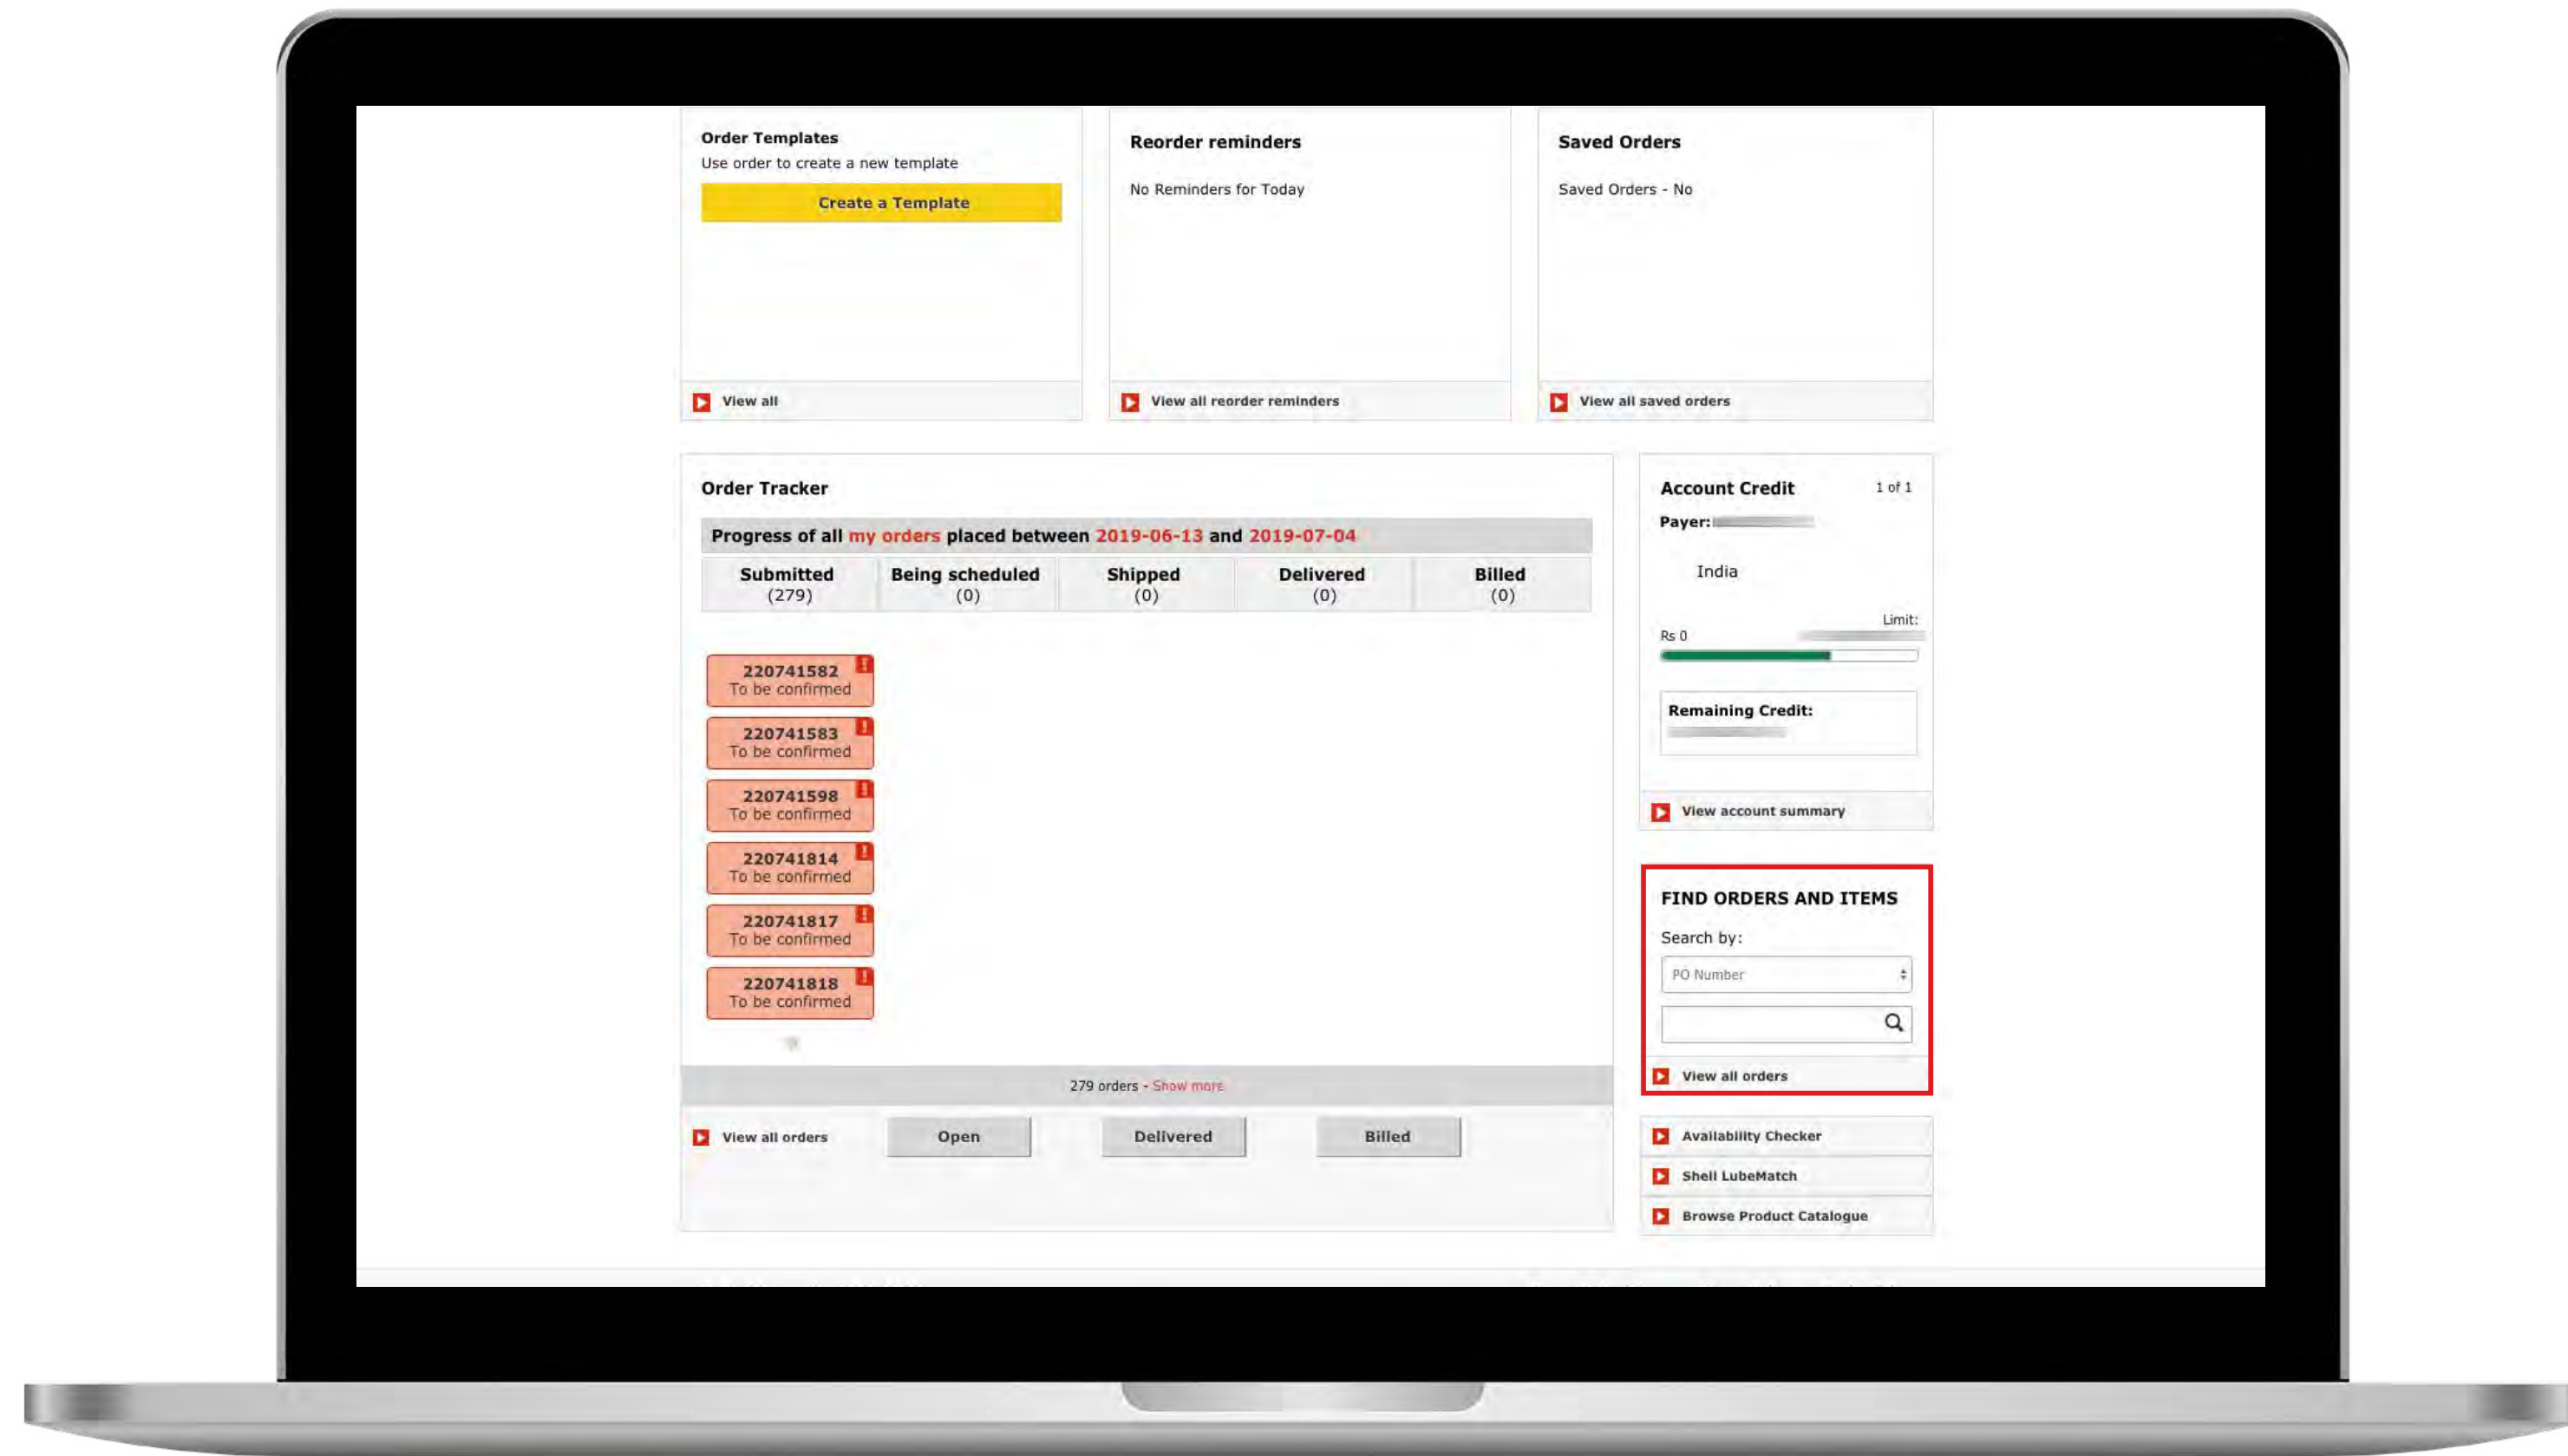 Order Templates
Use order to create a new template
Create a Template
View all
Reorder reminders
No Reminders for Today
View all reorder reminders
Saved Orders
Saved Orders - No
View all saved orders
Order Tracker
Progress of all my orders placed between 2019-06-13 and 2019-07-04
Submitted Being scheduled Shipped Delivered Billed
(279) (0) (0) (0) (0)
220741582
To be confirmed
220741583
To be confirmed
220741598
To be confirmed
220741814
To be confirmed
220741817
To be confirmed
220741818
To be confirmed
279 orders - Show more
View all orders Open Delivered Billed
Account Credit 1 of 1
Payer:
India
Limit:
Rs 0
Remaining Credit:
View account summary
FIND ORDERS AND ITEMS
Search by:
PO Number
View all orders
Availability Checker
Shell LubeMatch
Browse Product Catalogue